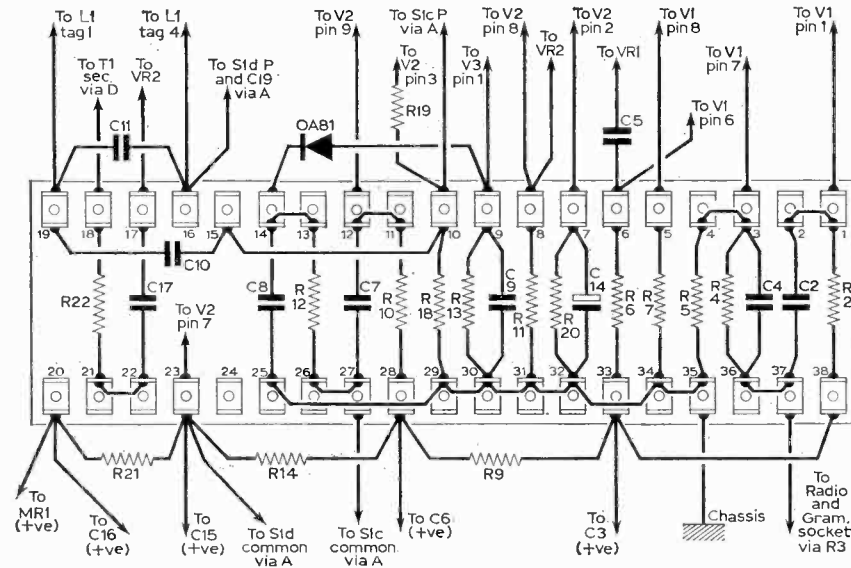 To L1
tag 1
To L1
tag 4
To V2
pin 9
To S1c P
via A
To V2
pin 8
To V2
pin 2
To V1
pin 8
To V1
pin 1
To T1
sec.
via D
To
VR2
To S1d P
and C19
via A
To
V2
pin 3
To
V3
pin 1
To
VR2
To VR1
To V1
pin 7
To V1
pin 6
C11
OA81
R19
C5
19
18
17
16
15
14
13
12
11
10
9
8
7
6
5
4
3
2
1
C10
R22
C17
To V2
pin 7
C8
R
12
C7
R
10
R
18
R
13
C
9
R
11
R
20
C
14
R
6
R
7
R
5
R
4
C4
C2
R
2
20
21
22
23
24
25
26
27
28
29
30
31
32
33
34
35
36
37
38
R21
R14
R9
To
MR1
(+ve)
To
C16
(+ve)
To
C15
(+ve)
To S1d
common
via A
To S1c
common
via A
To C6
(+ve)
To
C3
(+ve)
Chassis
To
Radio
and
Gram.
socket
via R3